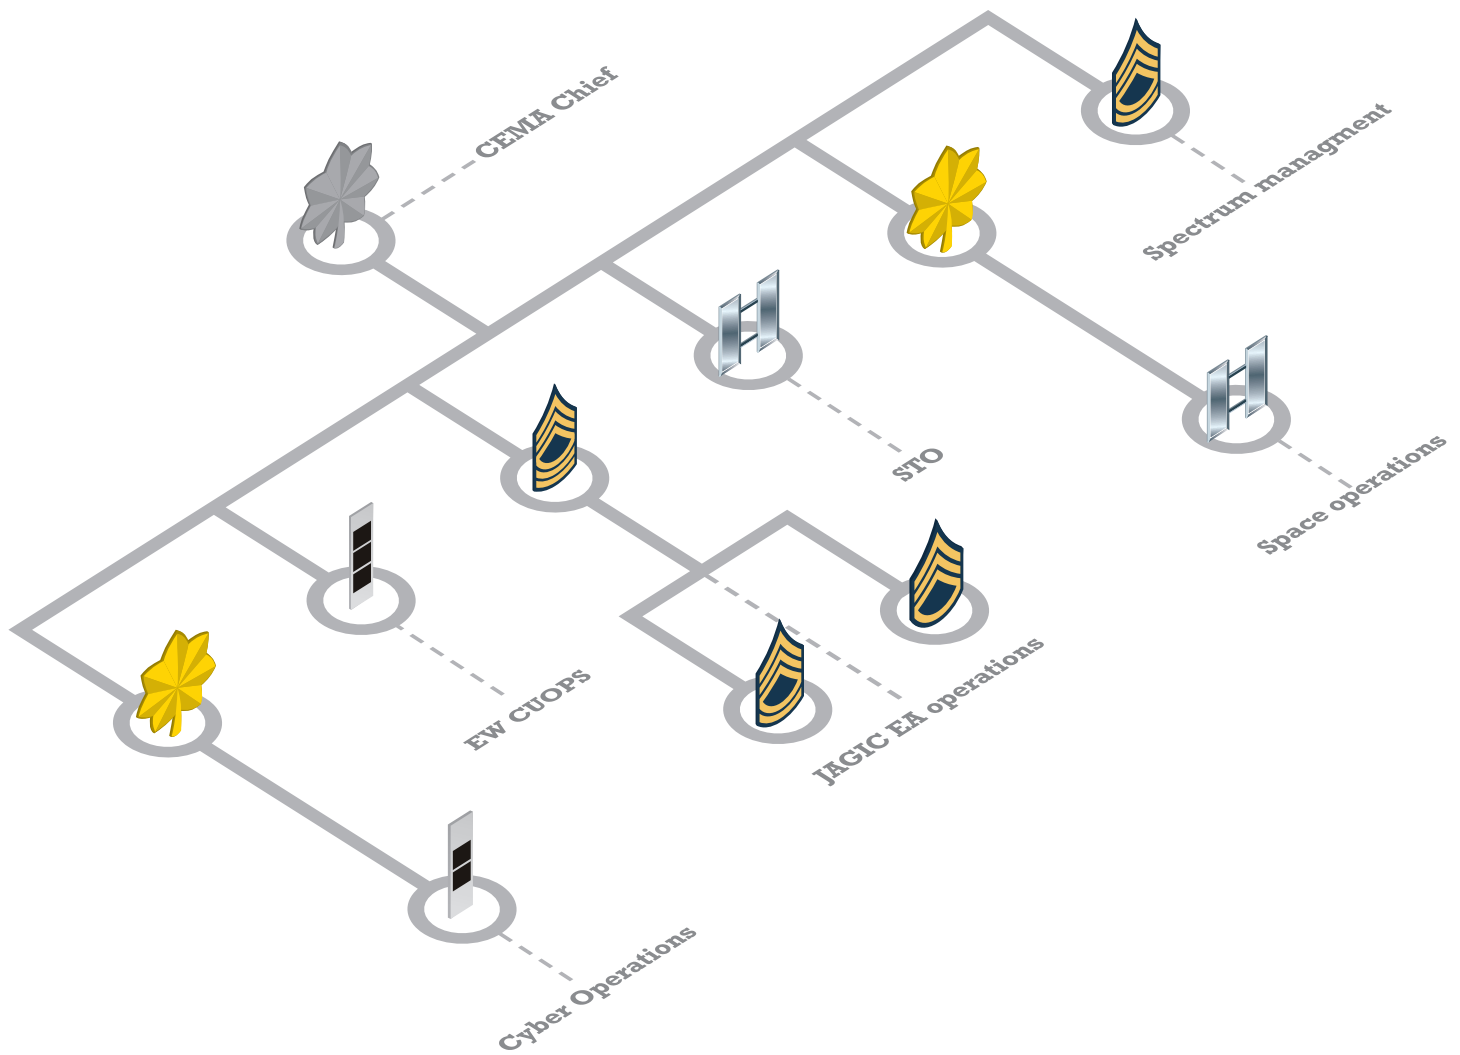 CEMA Chief
Spectrum managment
STO
Space operations
EW CUOPS
JAGIC EA operations
Cyber Operations